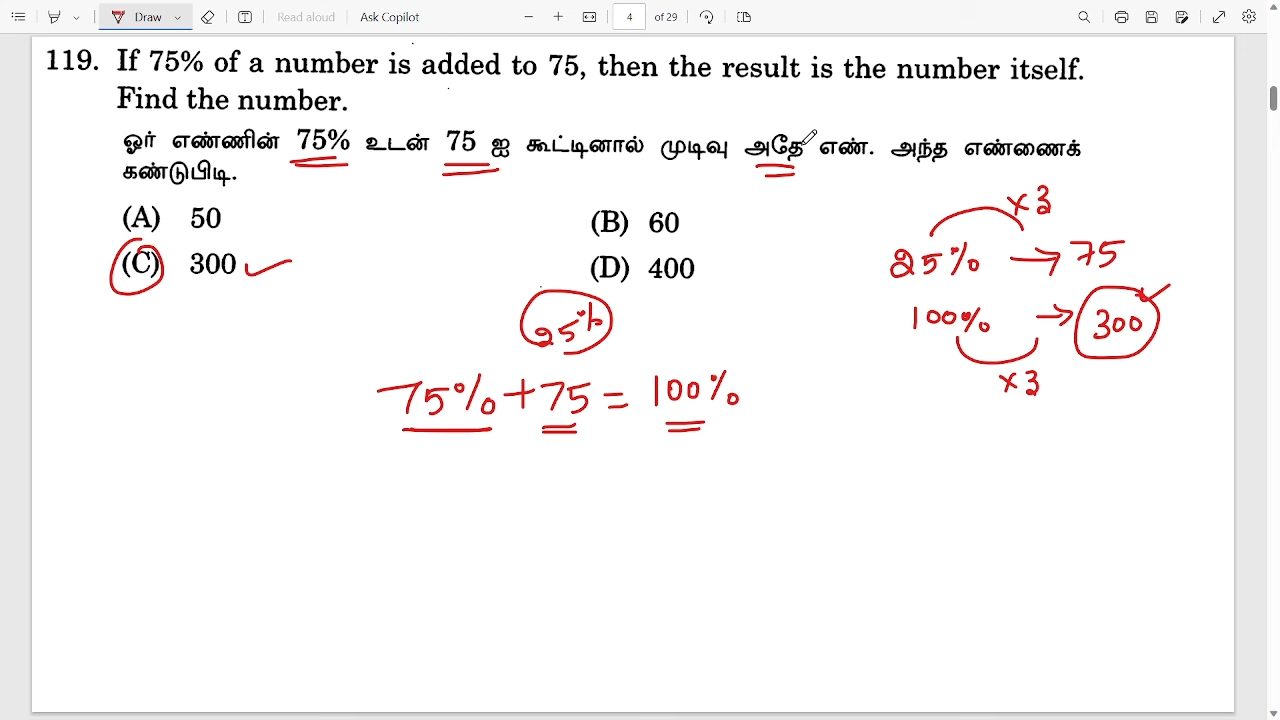 Draw Read aloud Ask Copilot 4 of 29
119. If 75% of a number is added to 75, then the result is the number itself.
Find the number.
ஓர் எண்ணின் 75% உடன் 75 ஐ கூட்டினால் முடிவு அதே எண். அந்த எண்ணைக்
கண்டுபிடி.
(A) 50 (B) 60
(C) 300 (D) 400
×3
25% → 75
100% → 300
×3
25%
75% + 75 = 100%